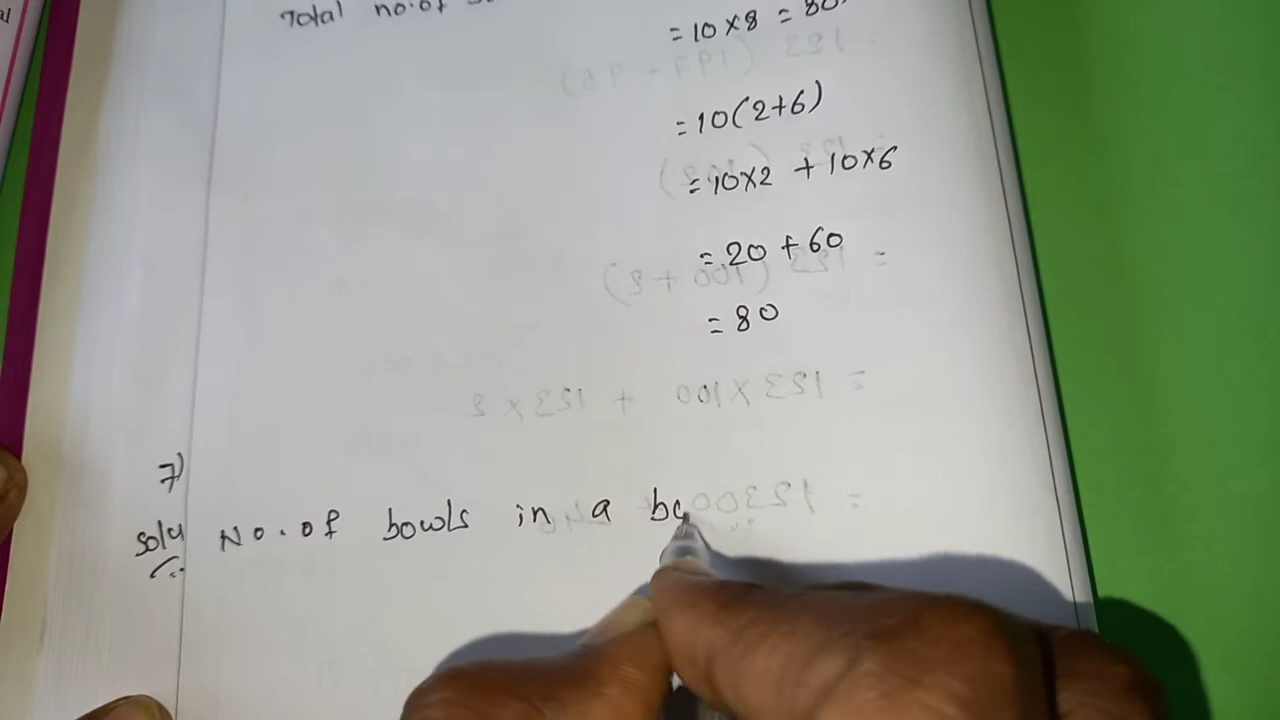 Total no.of
= 10 × 8 = 80
= 10(2+6)
= 10×2 + 10×6
= 20 + 60
= 80
7)
Soln No. of bowls in a